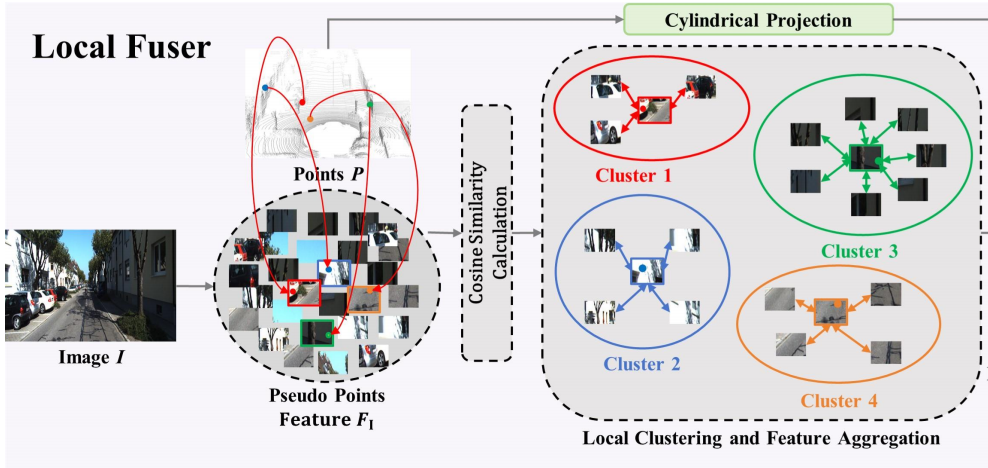 Cylindrical Projection
Local Fuser
Points P
Cluster 1
Cosine Similarity
Calculation
Cluster 3
Image I
Cluster 2
Pseudo Points
Feature F_I
Cluster 4
Local Clustering and Feature Aggregation